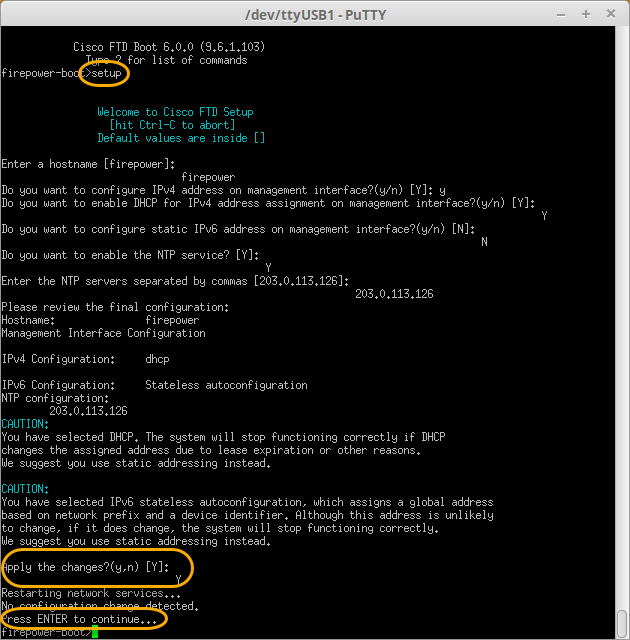 /dev/ttyUSB1 - PuTTY
Cisco FTD Boot 6.0.0 (9.6.1.103)
Type ? for list of commands
firepower-boot>setup
Welcome to Cisco FTD Setup
[hit Ctrl-C to abort]
Default values are inside []
Enter a hostname [firepower]:
firepower
Do you want to configure IPv4 address on management interface?(y/n) [Y]: y
Do you want to enable DHCP for IPv4 address assignment on management interface?(y/n) [Y]:
Y
Do you want to configure static IPv6 address on management interface?(y/n) [N]:
N
Do you want to enable the NTP service? [Y]:
Y
Enter the NTP servers separated by commas [203.0.113.126]:
203.0.113.126
Please review the final configuration:
Hostname: firepower
Management Interface Configuration
IPv4 Configuration: dhcp
IPv6 Configuration: Stateless autoconfiguration
NTP configuration:
203.0.113.126
CAUTION:
You have selected DHCP. The system will stop functioning correctly if DHCP
changes the assigned address due to lease expiration or other reasons.
We suggest you use static addressing instead.
CAUTION:
You have selected IPv6 stateless autoconfiguration, which assigns a global address
based on network prefix and a device identifier. Although this address is unlikely
to change, if it does change, the system will stop functioning correctly.
We suggest you use static addressing instead.
Apply the changes?(y,n) [Y]:
Y
Restarting network services...
No configuration change detected.
Press ENTER to continue...
firepower-boot>